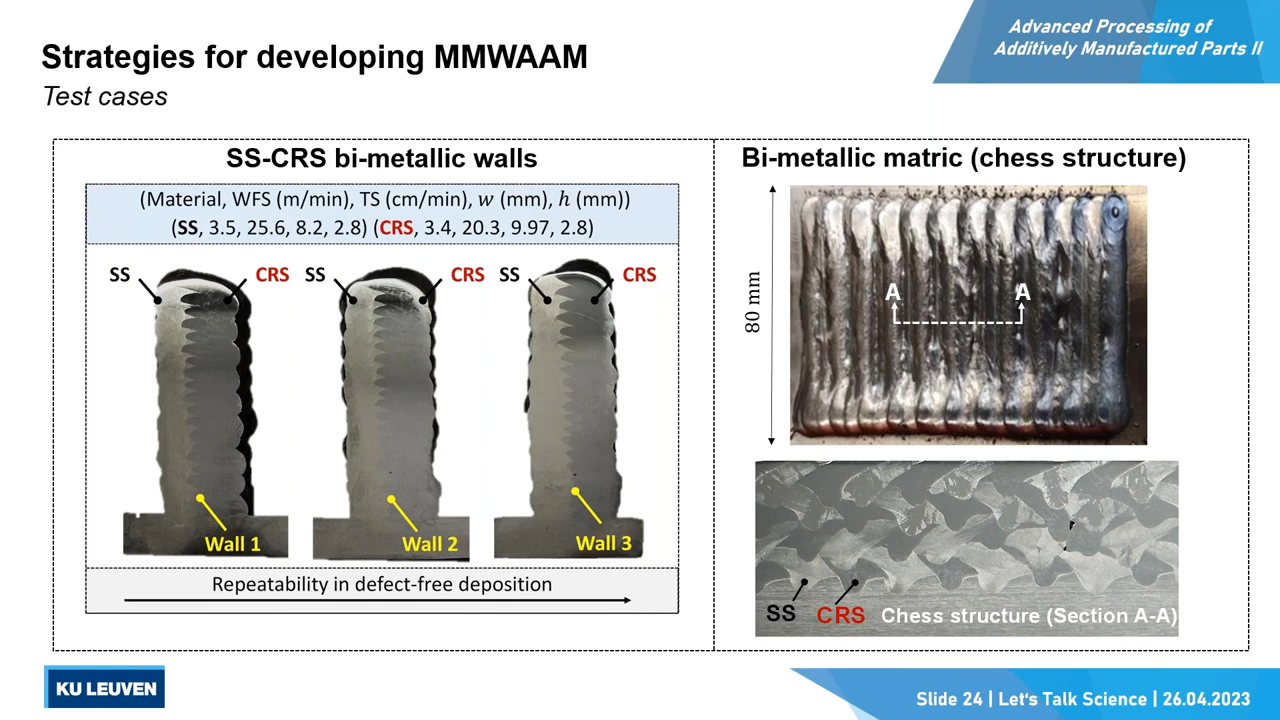 Advanced Processing of
Additively Manufactured Parts II
Strategies for developing MMWAAM
Test cases
SS-CRS bi-metallic walls
(Material, WFS (m/min), TS (cm/min), w (mm), h (mm))
(SS, 3.5, 25.6, 8.2, 2.8) (CRS, 3.4, 20.3, 9.97, 2.8)
SS CRS SS CRS SS CRS
Wall 1 Wall 2 Wall 3
Repeatability in defect-free deposition
Bi-metallic matric (chess structure)
80 mm
A A
SS CRS Chess structure (Section A-A)
KU LEUVEN
Slide 24 | Let's Talk Science | 26.04.2023